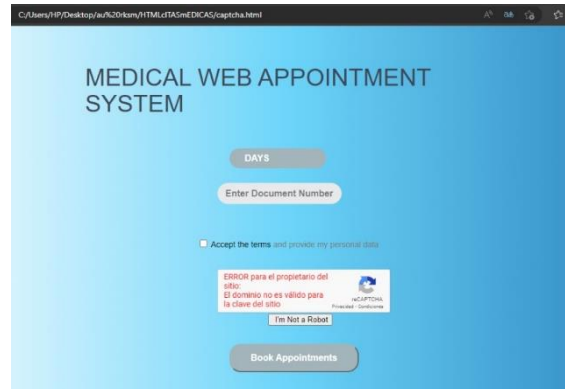 C:/Users/HP/Desktop/au%20rksm/HTMLcITASmEDICAS/captcha.html
MEDICAL WEB APPOINTMENT
SYSTEM
DAYS
Enter Document Number
Accept the terms and provide my personal data
ERROR para el propietario del
sitio:
El dominio no es válido para
la clave del sitio
reCAPTCHA
Privacidad - Condiciones
I'm Not a Robot
Book Appointments